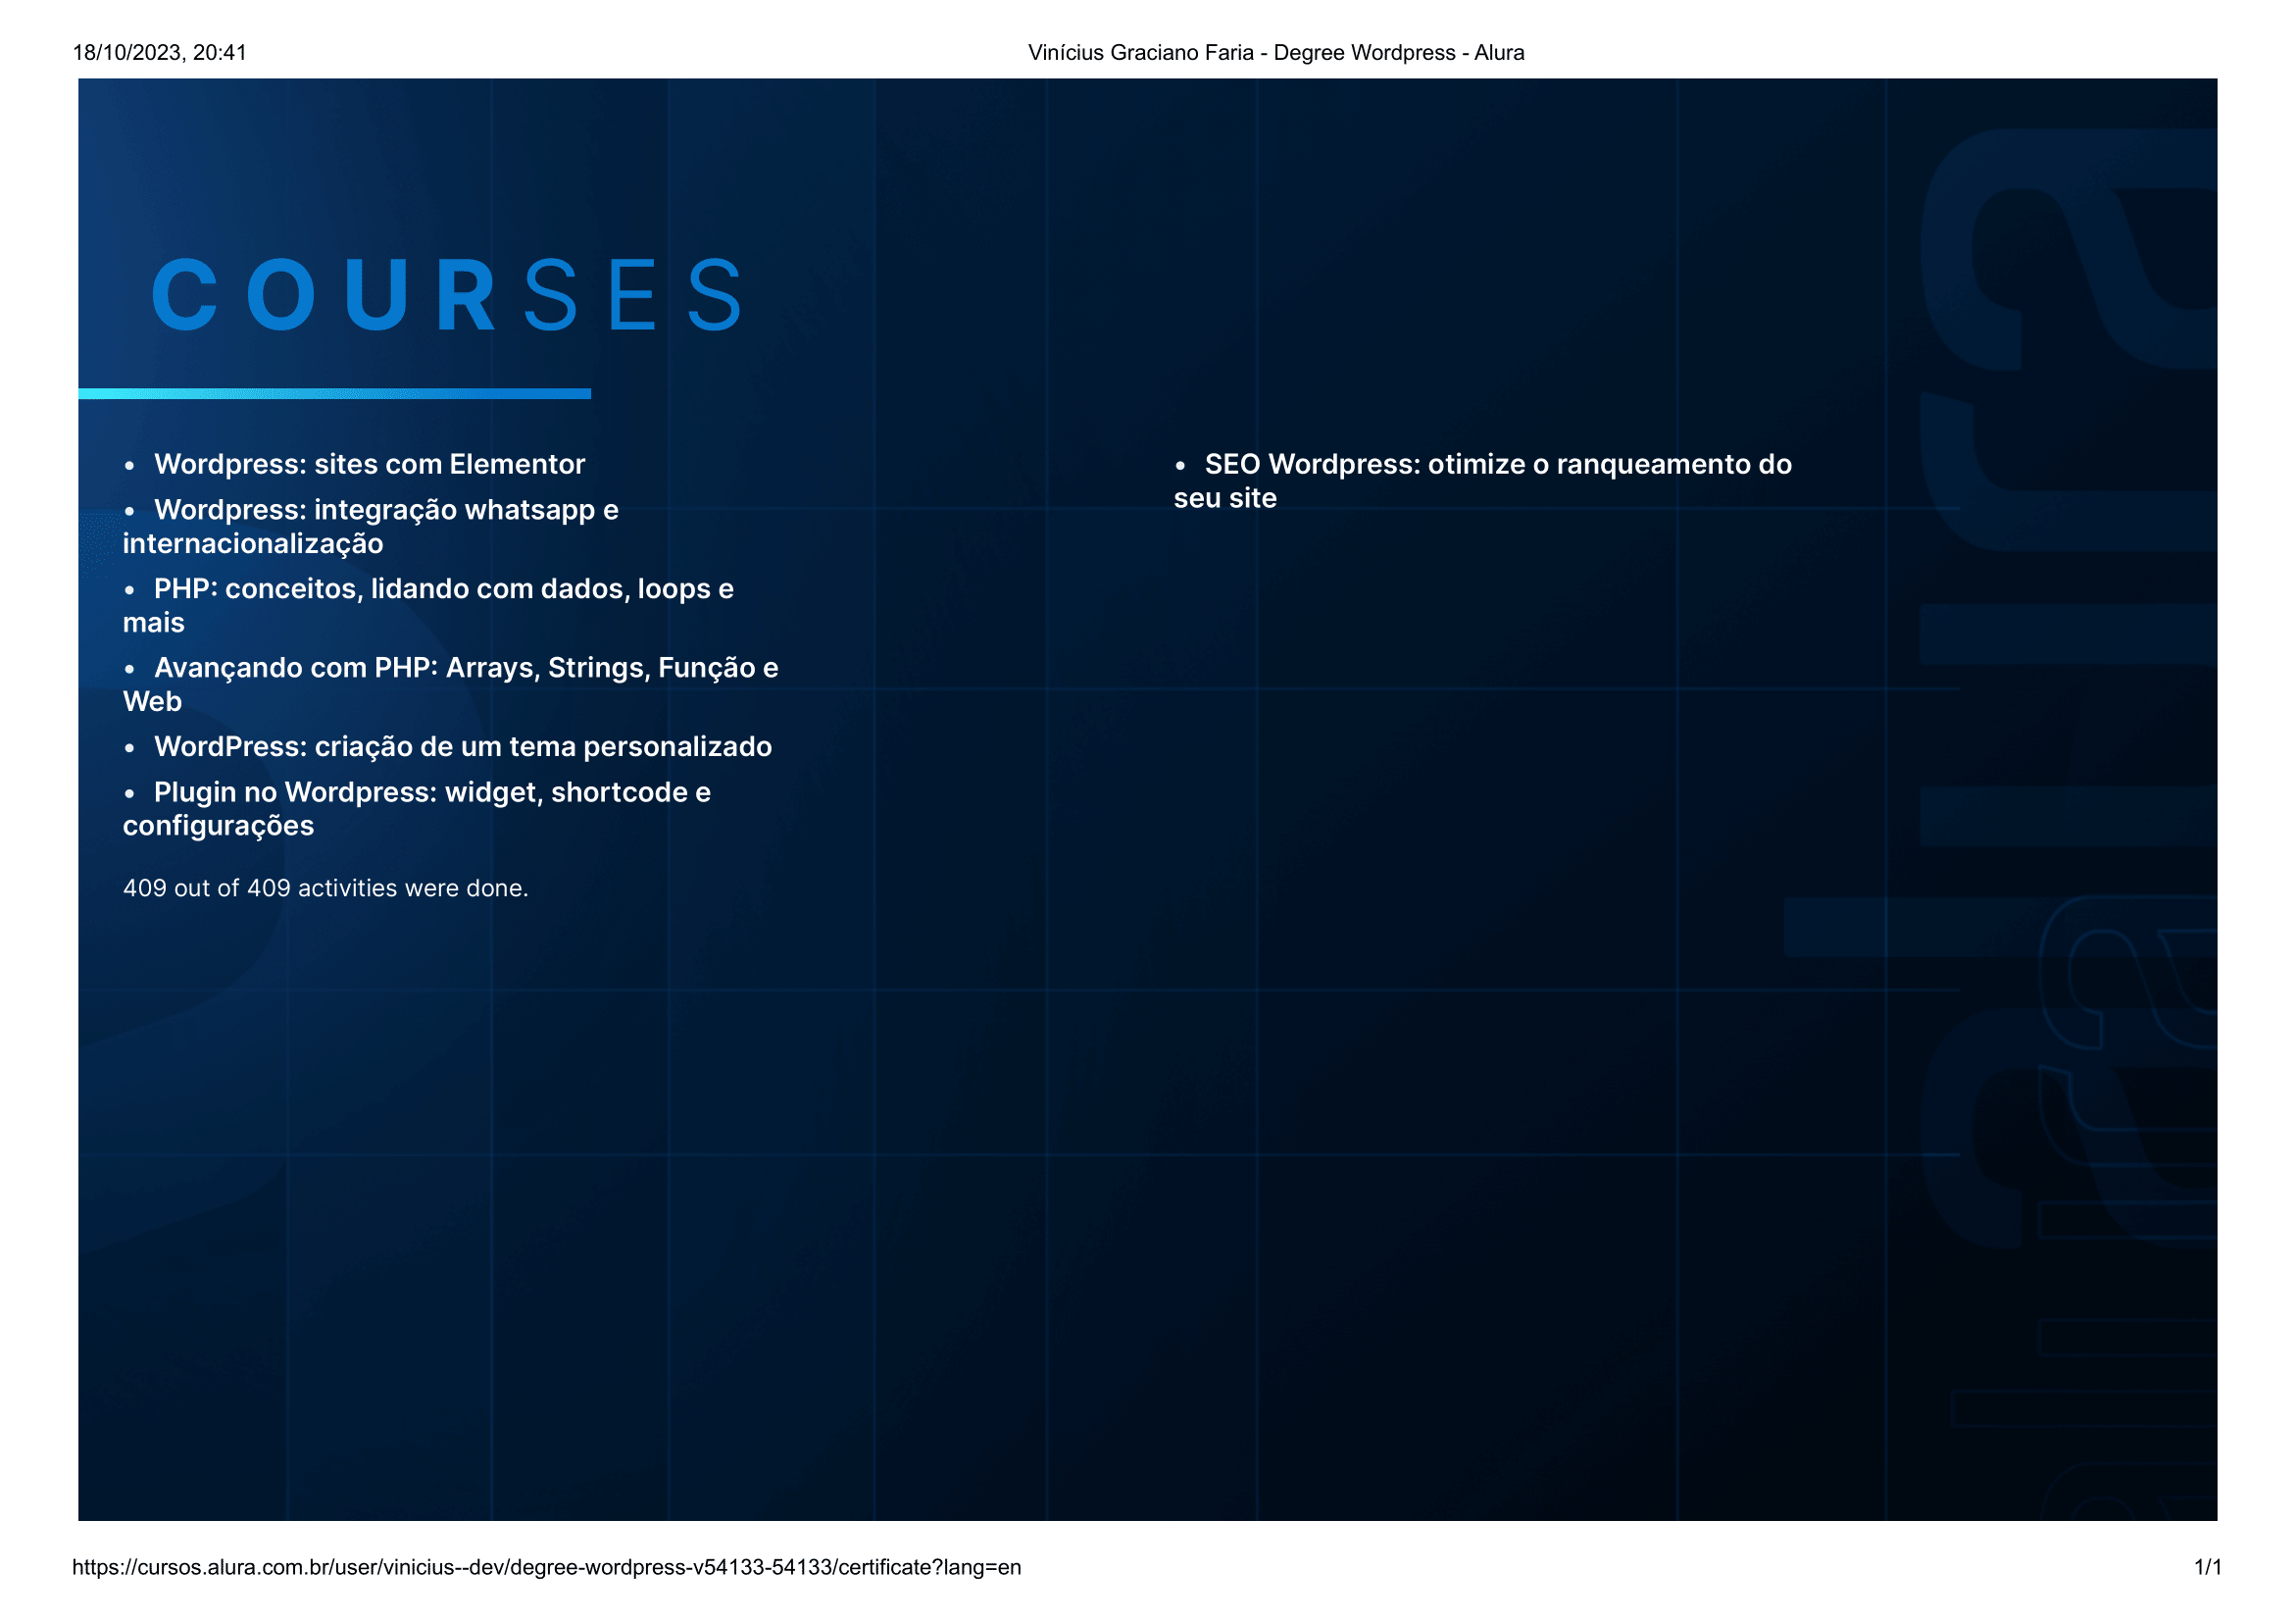 18/10/2023, 20:41
Vinícius Graciano Faria - Degree Wordpress - Alura
COURSES
• Wordpress: sites com Elementor
• Wordpress: integração whatsapp e
internacionalização
• PHP: conceitos, lidando com dados, loops e
mais
• Avançando com PHP: Arrays, Strings, Função e
Web
• WordPress: criação de um tema personalizado
• Plugin no Wordpress: widget, shortcode e
configurações
409 out of 409 activities were done.
• SEO Wordpress: otimize o ranqueamento do
seu site
alura
alura
https://cursos.alura.com.br/user/vinicius--dev/degree-wordpress-v54133-54133/certificate?lang=en
1/1